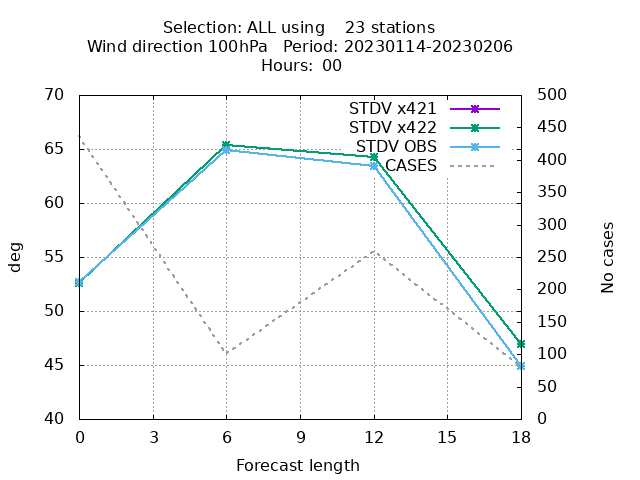 Selection: ALL using 23 stations
Wind direction 100hPa Period: 20230114-20230206
Hours: 00
70
65
60
55
50
45
40
500
450
400
350
300
250
200
150
100
50
0
STDV x421
STDV x422
STDV OBS
CASES
deg
No cases
0 3 6 9 12 15 18
Forecast length